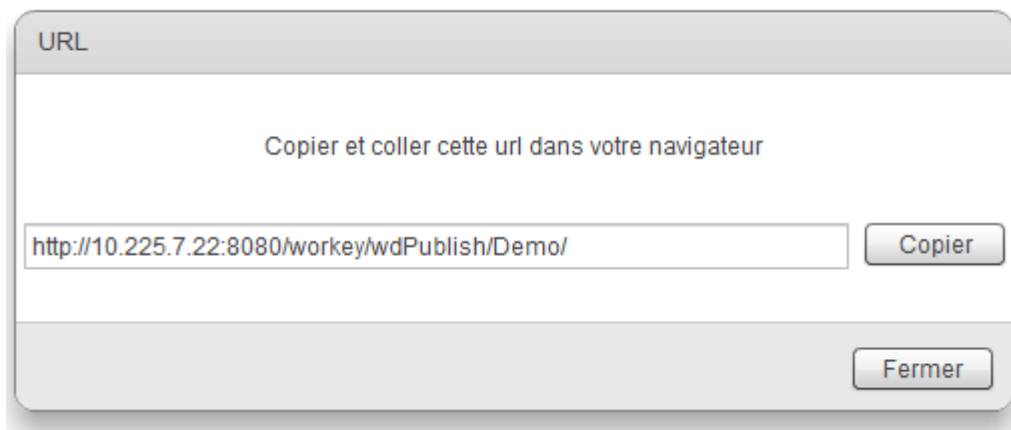 URL
Copier et coller cette url dans votre navigateur
http://10.225.7.22:8080/workey/wdPublish/Demo/
Copier
Fermer